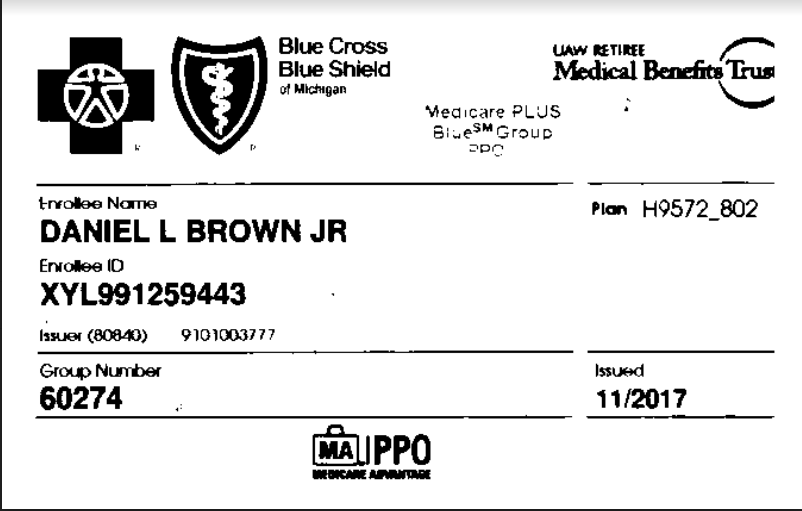 Blue Cross
Blue Shield
of Michigan
UAW RETIREE
Medical Benefits Trus
Medicare PLUS
Blue SM Group
PPO
Enrollee Name
DANIEL L BROWN JR
Plan H9572_802
Enrollee ID
XYL991259443
Issuer (80840) 9101003777
Group Number
60274
Issued
11/2017
MA PPO
MEDICARE ADVANTAGE